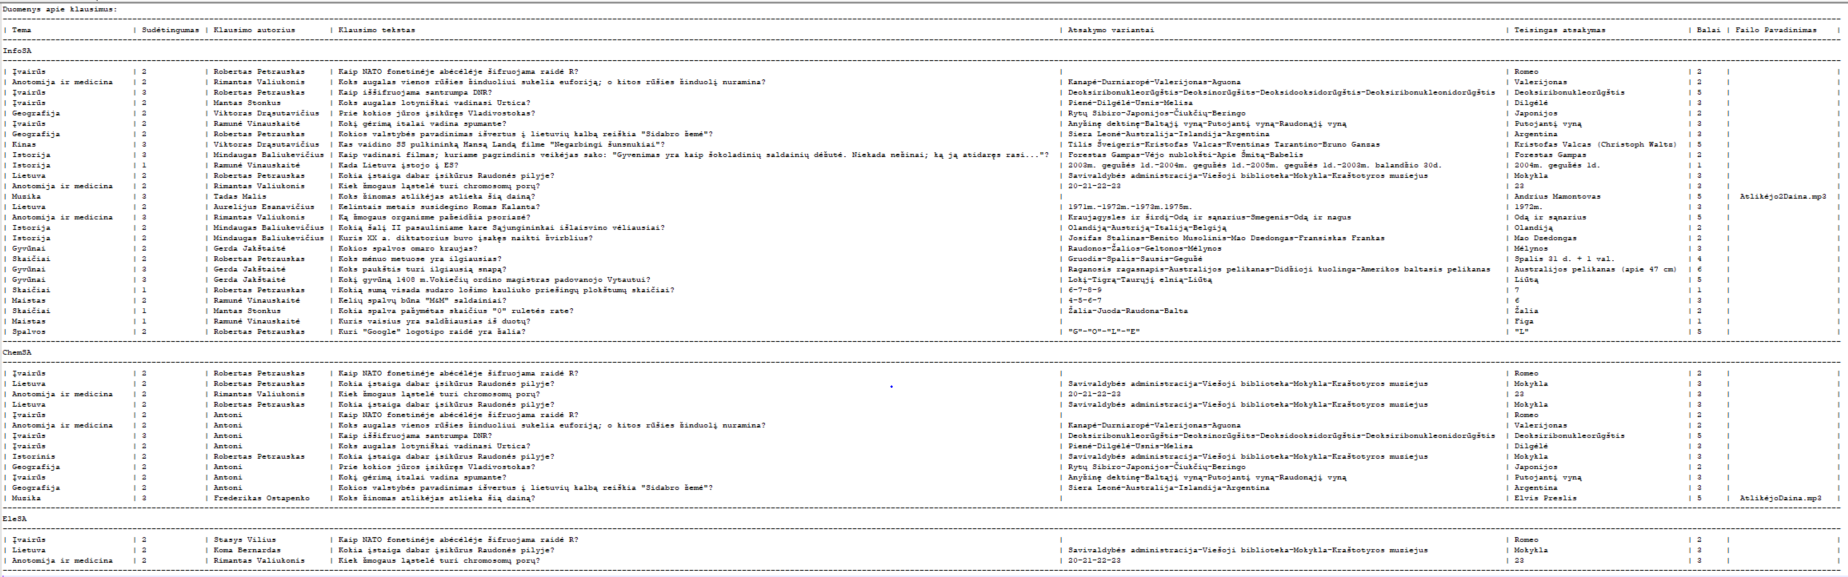 Duomenys apie klausimus:
| Tema | Sudėtingumas | Klausimo autorius | Klausimo tekstas | Atsakymo variantai | Teisingas atsakymas | Balai | Failo Pavadinimas |
InfoSA
| Įvairūs | 2 | Robertas Petrauskas | Kaip NATO fonetinėje abėcėlėje šifruojama raidė R? | | Romeo | 2 | |
| Anatomija ir medicina | 2 | Rimantas Valiukonis | Koks augalas vienos rūšies žinduoliui sukelia euforiją; o kitos rūšies žinduolį nuramina? | Kanapė-Durniaropė-Valerijonas-Aguona | Valerijonas | 2 | |
| Įvairūs | 3 | Robertas Petrauskas | Kaip iššifruojama santrumpa DNR? | Deoksiribonukleorūgštis-Deoksinorūgštis-Deoksidooksidorūgštis-Deoksiribonukleonidorūgštis | Deoksiribonukleorūgštis | 5 | |
| Įvairūs | 2 | Mantas Stonkus | Koks augalas lotyniškai vadinasi Urtica? | Pienė-Dilgėlė-Usnis-Melisa | Dilgėlė | 3 | |
| Geografija | 2 | Viktoras Drąsutavičius | Prie kokios jūros įsikūręs Vladivostokas? | Rytų Sibiro-Japonijos-Čiukčių-Beringo | Japonijos | 2 | |
| Įvairūs | 2 | Ramunė Vinauskaitė | Kokį gėrimą italai vadina spumante? | Anyžinę dektinę-Baltąjį vyną-Putojantį vyną-Raudonąjį vyną | Putojantį vyną | 3 | |
| Geografija | 2 | Robertas Petrauskas | Kokios valstybės pavadinimas išvertus į lietuvių kalbą reiškia "Sidabro žemė"? | Siera Leonė-Australija-Islandija-Argentina | Argentina | 3 | |
| Kinas | 3 | Viktoras Drąsutavičius | Kas vaidino SS pulkininką Hansą Landą filme "Negarbingi šunsnukiai"? | Tilis Šveigeris-Kristofas Valcas-Kventinas Tarantino-Bruno Ganzas | Kristofas Valcas (Christoph Waltz) | 5 | |
| Istorija | 3 | Mindaugas Baliukevičius | Kaip vadinasi filmas; kuriame pagrindinis veikėjas sako: "Gyvenimas yra kaip šokoladinių saldainių dėžutė. Niekada nežinai; ką ją atidaręs rasi..."? | Forestas Gampas-Vėjo nublokšti-Apie Šmitą-Babelis | Forestas Gampas | 2 | |
| Istorija | 1 | Ramunė Vinauskaitė | Kada Lietuva įstojo į ES? | 2003m. gegužės 1d.-2004m. gegužės 1d.-2005m. gegužės 1d.-2003m. balandžio 30d. | 2004m. gegužės 1d. | 1 | |
| Lietuva | 2 | Robertas Petrauskas | Kokia įstaiga dabar įsikūrus Raudonės pilyje? | Savivaldybės administracija-Viešoji biblioteka-Mokykla-Kraštotyros muziejus | Mokykla | 3 | |
| Anotomija ir medicina | 2 | Rimantas Valiukonis | Kiek žmogaus ląstelė turi chromosomų porų? | 20-21-22-23 | 23 | 3 | |
| Muzika | 3 | Tadas Malis | Koks žinomas atlikėjas atlieka šią dainą? | | Andrius Mamontovas | 5 | Atlikėjo2Daina.mp3 |
| Lietuva | 2 | Aurelijus Esanavičius | Kelintais metais susidegino Romas Kalanta? | 1971m.-1972m.-1973m.1975m. | 1972m. | 3 | |
| Anotomija ir medicina | 3 | Rimantas Valiukonis | Ką žmogaus organizme pažeidžia psoriazė? | Kraujagysles ir širdį-Odą ir sąnarius-Smegenis-Odą ir nagus | Odą ir sąnarius | 5 | |
| Istorija | 2 | Mindaugas Baliukevičius | Kokią šalį II pasauliniame kare Sąjungininkai išlaisvino vėliausiai? | Olandiją-Austriją-Italiją-Belgiją | Olandiją | 2 | |
| Istorija | 2 | Mindaugas Baliukevičius | Kuris XX a. diktatorius buvo įsakęs naikti žvirblius? | Josifas Stalinas-Benito Musolinis-Mao Dzedongas-Fransiskas Frankas | Mao Dzedongas | 2 | |
| Gyvūnai | 2 | Gerda Jakštaitė | Kokios spalvos omaro kraujas? | Raudonos-Žalios-Geltonos-Mėlynos | Mėlynos | 3 | |
| Skaičiai | 2 | Robertas Petrauskas | Koks mėnuo metuose yra ilgiausias? | Gruodis-Spalis-Sausis-Gegužė | Spalis 31 d. + 1 val. | 4 | |
| Gyvūnai | 3 | Gerda Jakštaitė | Koks paukštis turi ilgiausią snapą? | Raganosis ragasnapis-Australijos pelikanas-Didžioji kuolinga-Amerikos baltasis pelikanas | Australijos pelikanas (apie 47 cm) | 6 | |
| Gyvūnai | 3 | Gerda Jakštaitė | Kokį gyvūną 1408 m.Vokiečių ordino magistras padovanojo Vytautui? | Lokį-Tigrą-Taurųjį elnią-Liūtą | Liūtą | 5 | |
| Skaičiai | 1 | Robertas Petrauskas | Kokią sumą visada sudaro lošimo kauliuko priešingų plokštumų skaičiai? | 6-7-8-9 | 7 | 1 | |
| Maistas | 2 | Ramunė Vinauskaitė | Kelių spalvų būna "M&M" saldainiai? | 4-5-6-7 | 6 | 3 | |
| Skaičiai | 1 | Mantas Stonkus | Kokia spalva pažymėtas skaičius "0" ruletės rate? | Žalia-Juoda-Raudona-Balta | Žalia | 2 | |
| Maistas | 1 | Ramunė Vinauskaitė | Kuris vaisius yra saldžiausias iš duotų? | | Figa | 1 | |
| Spalvos | 2 | Robertas Petrauskas | Kuri "Google" logotipo raidė yra žalia? | "G"-"O"-"L"-"E" | "L" | 5 | |
ChemSA
| Įvairūs | 2 | Robertas Petrauskas | Kaip NATO fonetinėje abėcėlėje šifruojama raidė R? | | Romeo | 2 | |
| Lietuva | 2 | Robertas Petrauskas | Kokia įstaiga dabar įsikūrus Raudonės pilyje? | Savivaldybės administracija-Viešoji biblioteka-Mokykla-Kraštotyros muziejus | Mokykla | 3 | |
| Anotomija ir medicina | 2 | Rimantas Valiukonis | Kiek žmogaus ląstelė turi chromosomų porų? | 20-21-22-23 | 23 | 3 | |
| Lietuva | 2 | Robertas Petrauskas | Kokia įstaiga dabar įsikūrus Raudonės pilyje? | Savivaldybės administracija-Viešoji biblioteka-Mokykla-Kraštotyros muziejus | Mokykla | 3 | |
| Įvairūs | 2 | Antoni | Kaip NATO fonetinėje abėcėlėje šifruojama raidė R? | | Romeo | 2 | |
| Anotomija ir medicina | 2 | Antoni | Koks augalas vienos rūšies žinduoliui sukelia euforiją; o kitos rūšies žinduolį nuramina? | Kanapė-Durniaropė-Valerijonas-Aguona | Valerijonas | 2 | |
| Įvairūs | 3 | Antoni | Kaip iššifruojama santrumpa DNR? | Deoksiribonukleorūgštis-Deoksinorūgštis-Deoksidooksidorūgštis-Deoksiribonukleonidorūgštis | Deoksiribonukleorūgštis | 5 | |
| Įvairūs | 2 | Antoni | Koks augalas lotyniškai vadinasi Urtica? | Pienė-Dilgėlė-Usnis-Melisa | Dilgėlė | 3 | |
| Istorinis | 2 | Robertas Petrauskas | Kokia įstaiga dabar įsikūrus Raudonės pilyje? | Savivaldybės administracija-Viešoji biblioteka-Mokykla-Kraštotyros muziejus | Mokykla | 3 | |
| Geografija | 2 | Antoni | Prie kokios jūros įsikūręs Vladivostokas? | Rytų Sibiro-Japonijos-Čiukčių-Beringo | Japonijos | 2 | |
| Įvairūs | 2 | Antoni | Kokį gėrimą italai vadina spumante? | Anyžinę dektinę-Baltąjį vyną-Putojantį vyną-Raudonąjį vyną | Putojantį vyną | 3 | |
| Geografija | 2 | Antoni | Kokios valstybės pavadinimas išvertus į lietuvių kalbą reiškia "Sidabro žemė"? | Siera Leonė-Australija-Islandija-Argentina | Argentina | 3 | |
| Muzika | 3 | Frederikas Ostapenko | Koks žinomas atlikėjas atlieka šią dainą? | | Elvis Preslis | 5 | AtlikėjoDaina.mp3 |
EleSA
| Įvairūs | 2 | Stasys Vilius | Kaip NATO fonetinėje abėcėlėje šifruojama raidė R? | | Romeo | 2 | |
| Lietuva | 2 | Koma Bernardas | Kokia įstaiga dabar įsikūrus Raudonės pilyje? | Savivaldybės administracija-Viešoji biblioteka-Mokykla-Kraštotyros muziejus | Mokykla | 3 | |
| Anotomija ir medicina | 2 | Rimantas Valiukonis | Kiek žmogaus ląstelė turi chromosomų porų? | 20-21-22-23 | 23 | 3 | |